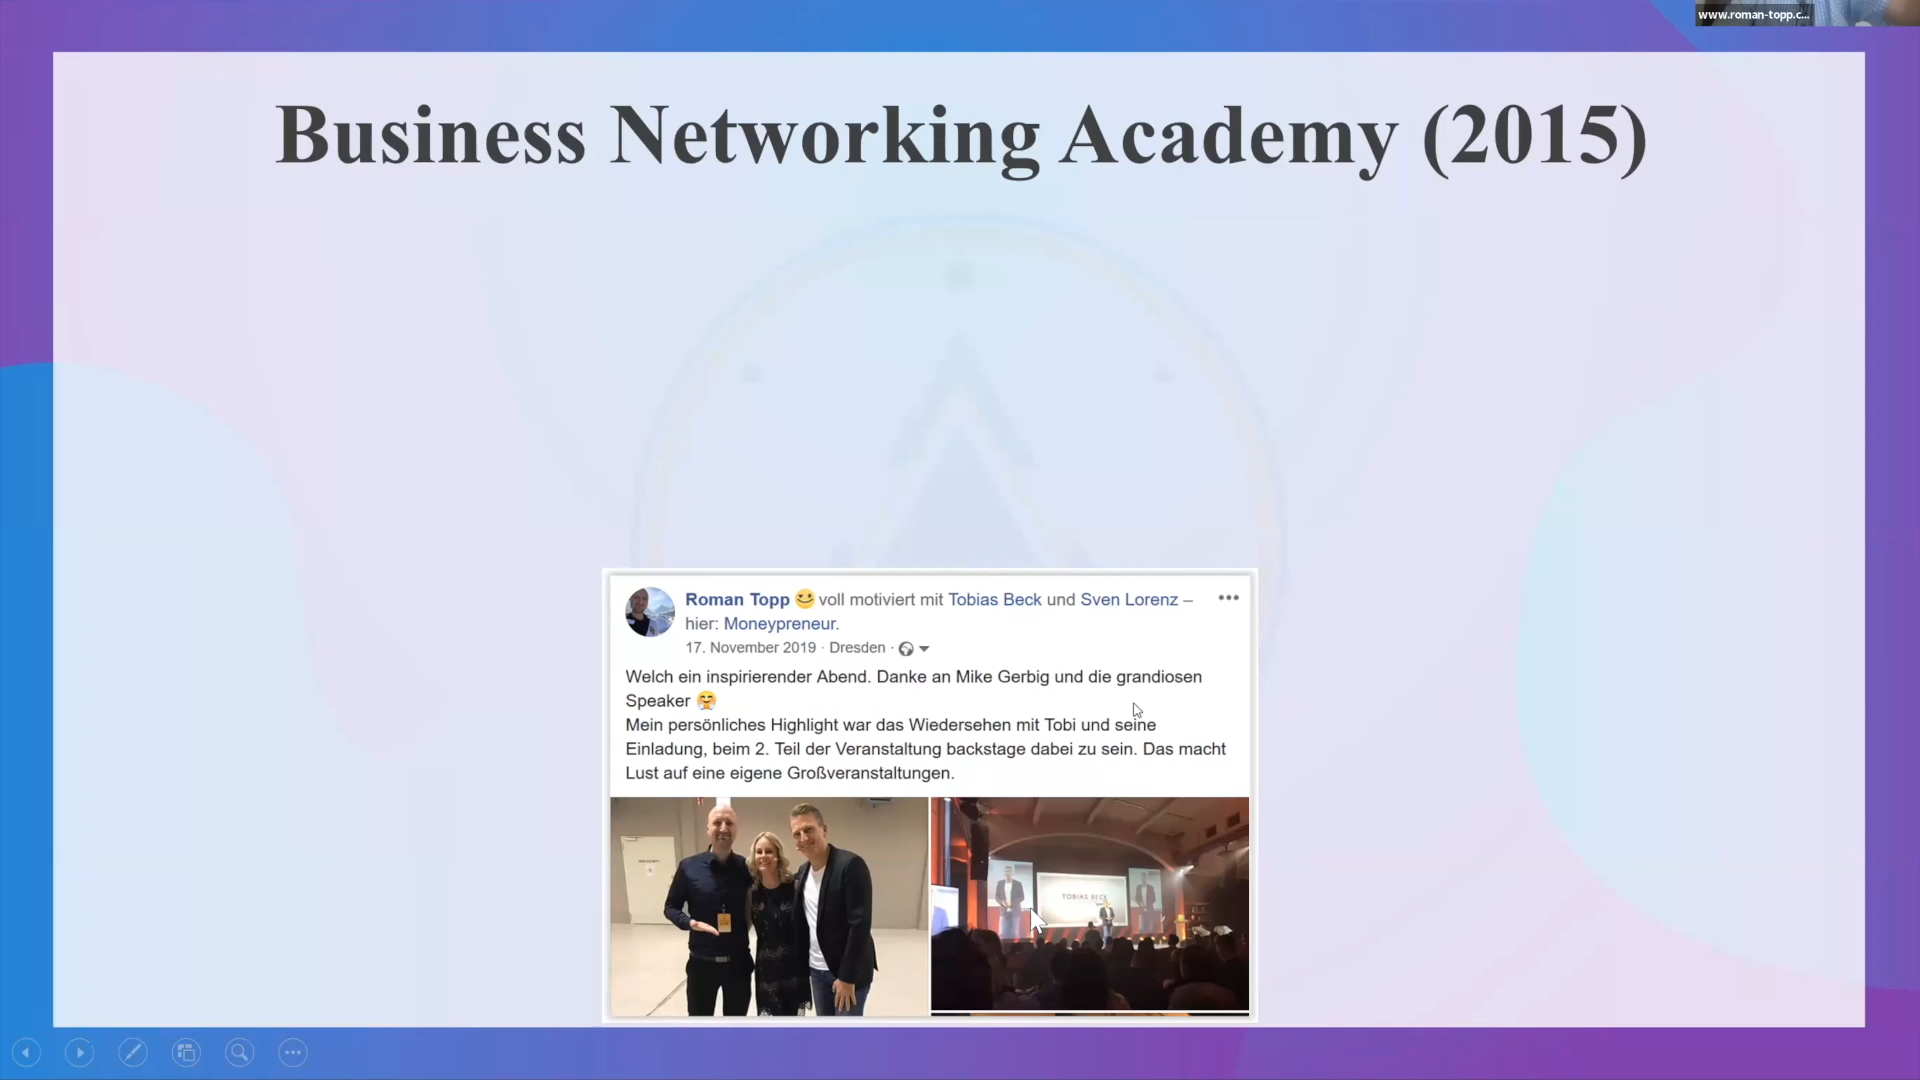 www.roman-topp.c...
Business Networking Academy (2015)
Roman Topp 😀 voll motiviert mit Tobias Beck und Sven Lorenz –
hier: Moneypreneur.
17. November 2019 · Dresden ·
Welch ein inspirierender Abend. Danke an Mike Gerbig und die grandiosen
Speaker 🤗
Mein persönliches Highlight war das Wiedersehen mit Tobi und seine
Einladung, beim 2. Teil der Veranstaltung backstage dabei zu sein. Das macht
Lust auf eine eigene Großveranstaltungen.
TOBIAS BECK